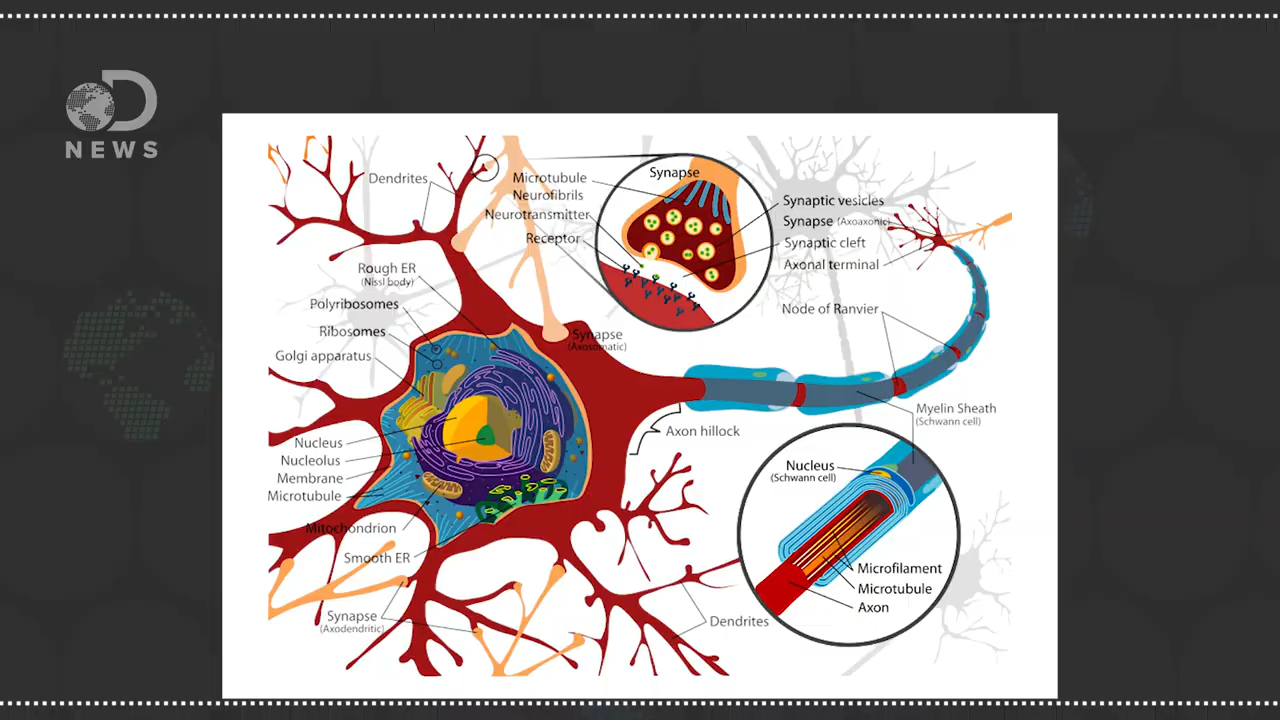 NEWS
Dendrites
Microtubule
Neurofibrils
Neurotransmitter
Receptor
Synapse
Synaptic vesicles
Synapse (Axoaxonic)
Synaptic cleft
Axonal terminal
Rough ER
(Nissl body)
Polyribosomes
Ribosomes
Golgi apparatus
Synapse
(Axosomatic)
Node of Ranvier
Myelin Sheath
(Schwann cell)
Axon hillock
Nucleus
Nucleolus
Membrane
Microtubule
Mitochondrion
Smooth ER
Synapse
(Axodendritic)
Dendrites
Nucleus
(Schwann cell)
Microfilament
Microtubule
Axon